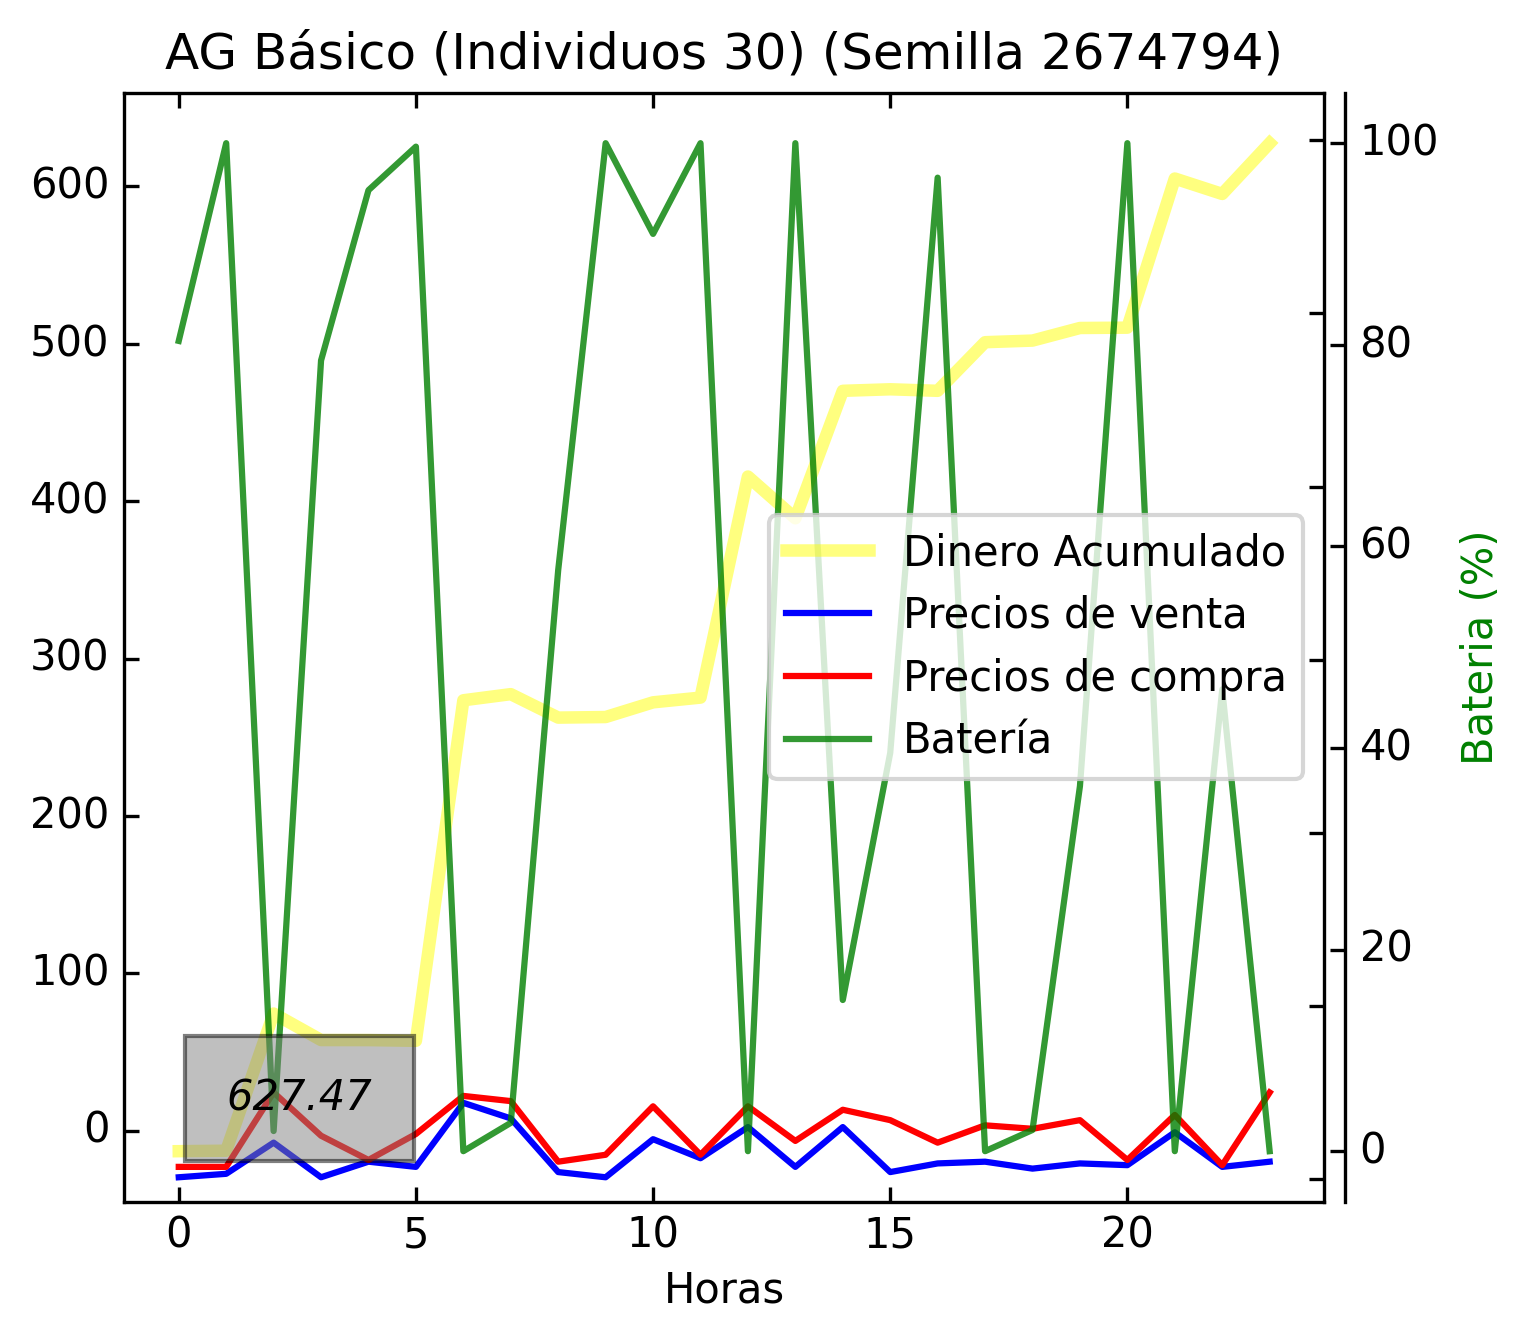 AG Básico (Individuos 30) (Semilla 2674794)
600
500
400
300
200
100
0
100
80
60
40
20
0
Bateria (%)
Dinero Acumulado
Precios de venta
Precios de compra
Batería
627.47
0 5 10 15 20
Horas